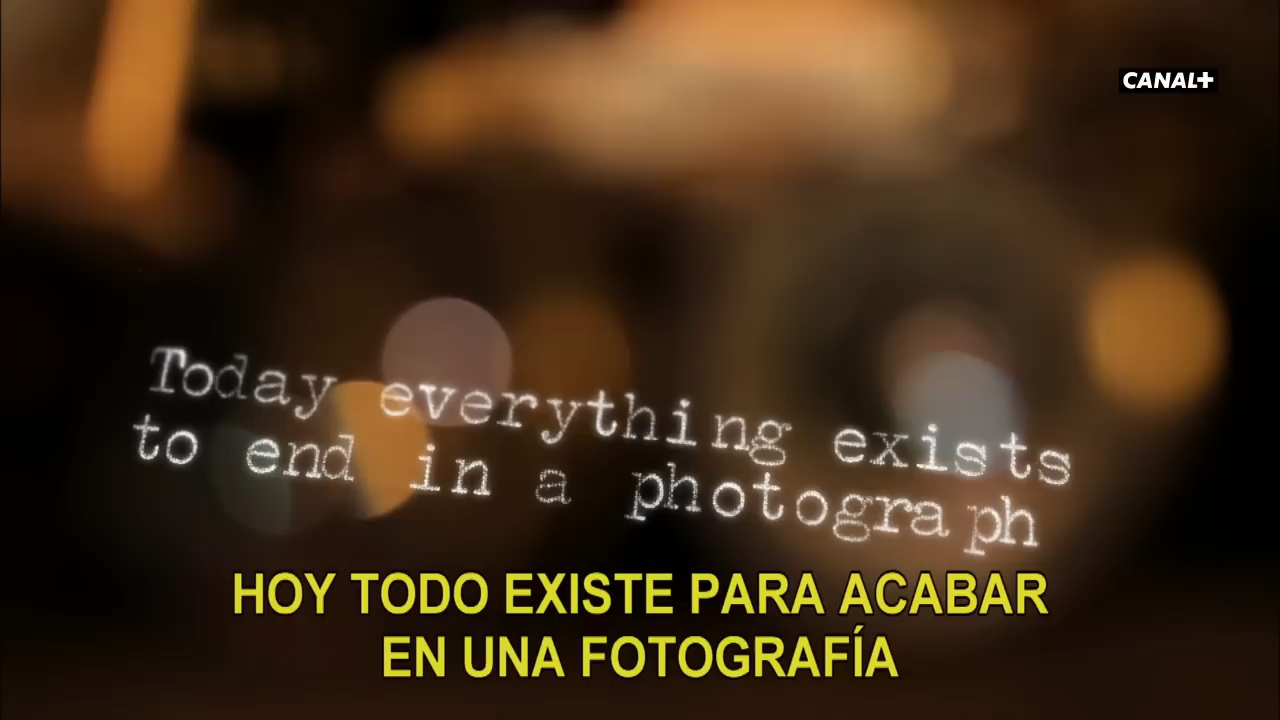 CANAL+
Today everything exists
to end in a photograph
HOY TODO EXISTE PARA ACABAR
EN UNA FOTOGRAFÍA